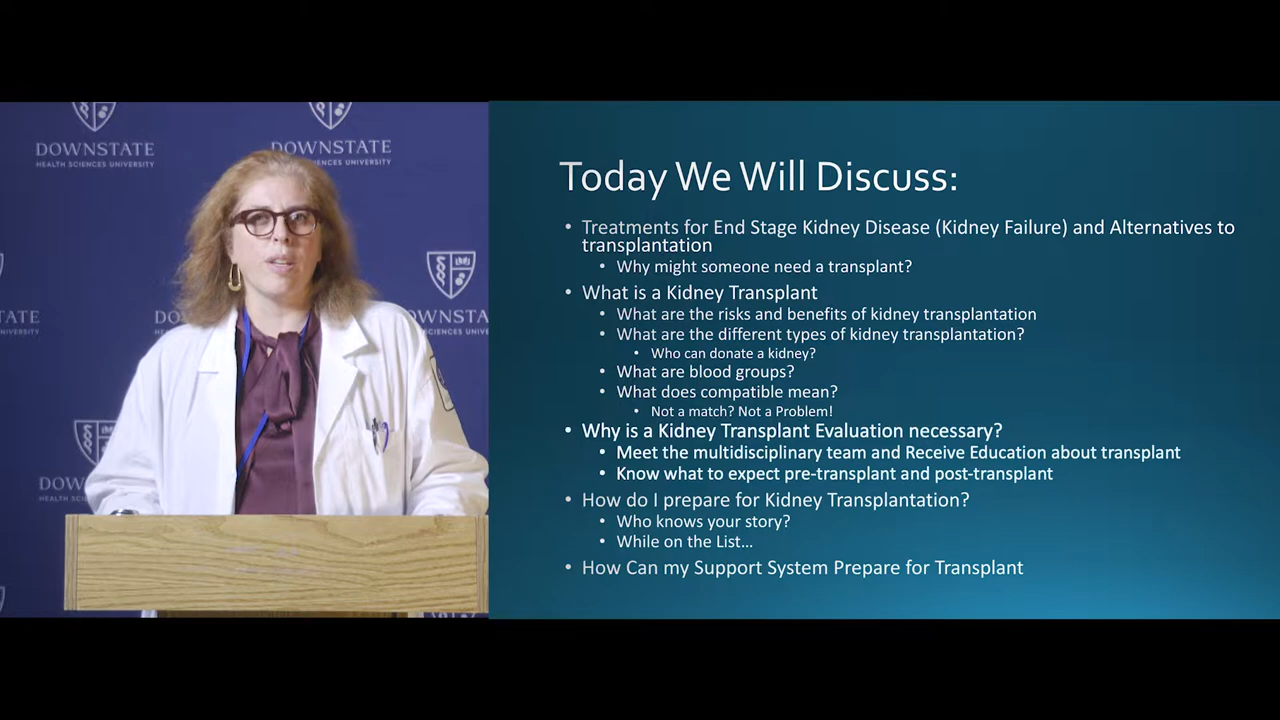 DOWNSTATE
HEALTH SCIENCES UNIVERSITY
DOWNSTATE
SCIENCES UNIVERSITY
Today We Will Discuss:
• Treatments for End Stage Kidney Disease (Kidney Failure) and Alternatives to
transplantation
• Why might someone need a transplant?
• What is a Kidney Transplant
• What are the risks and benefits of kidney transplantation
• What are the different types of kidney transplantation?
• Who can donate a kidney?
• What are blood groups?
• What does compatible mean?
• Not a match? Not a Problem!
• Why is a Kidney Transplant Evaluation necessary?
• Meet the multidisciplinary team and Receive Education about transplant
• Know what to expect pre-transplant and post-transplant
• How do I prepare for Kidney Transplantation?
• Who knows your story?
• While on the List...
• How Can my Support System Prepare for Transplant